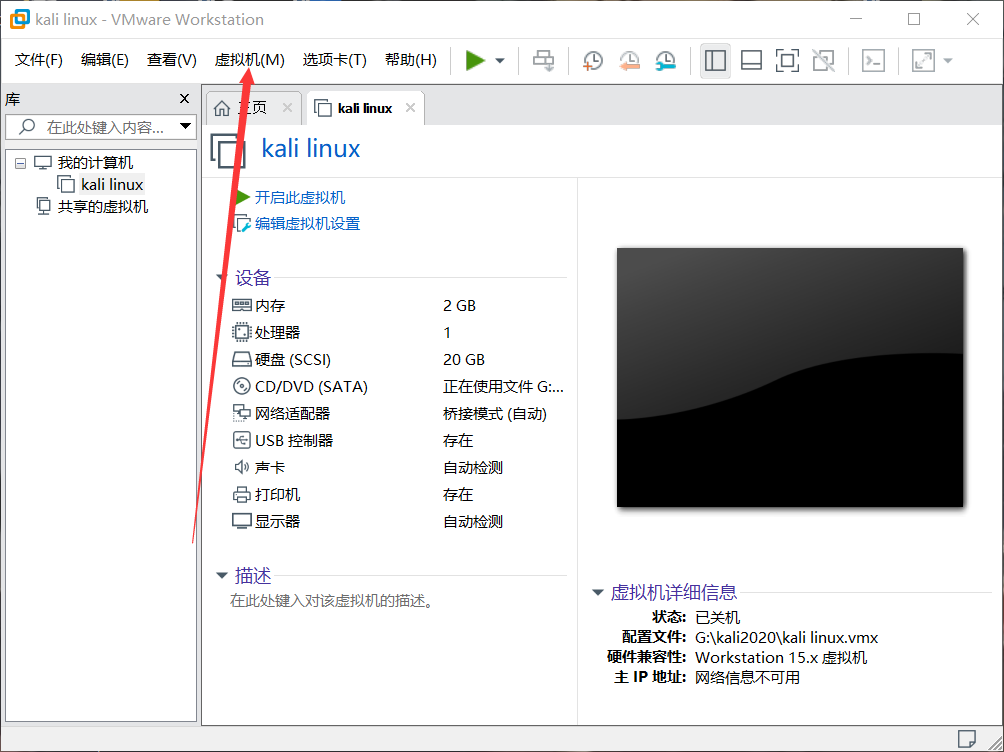 kali linux - VMware Workstation
文件(F) 编辑(E) 查看(V) 虚拟机(M) 选项卡(T) 帮助(H)
库
在此处键入内容...
我的计算机
kali linux
共享的虚拟机
主页 kali linux
kali linux
开启此虚拟机
编辑虚拟机设置
设备
内存 2 GB
处理器 1
硬盘 (SCSI) 20 GB
CD/DVD (SATA) 正在使用文件 G:...
网络适配器 桥接模式 (自动)
USB 控制器 存在
声卡 自动检测
打印机 存在
显示器 自动检测
描述
在此处键入对该虚拟机的描述。
虚拟机详细信息
状态: 已关机
配置文件: G:\kali2020\kali linux.vmx
硬件兼容性: Workstation 15.x 虚拟机
主 IP 地址: 网络信息不可用